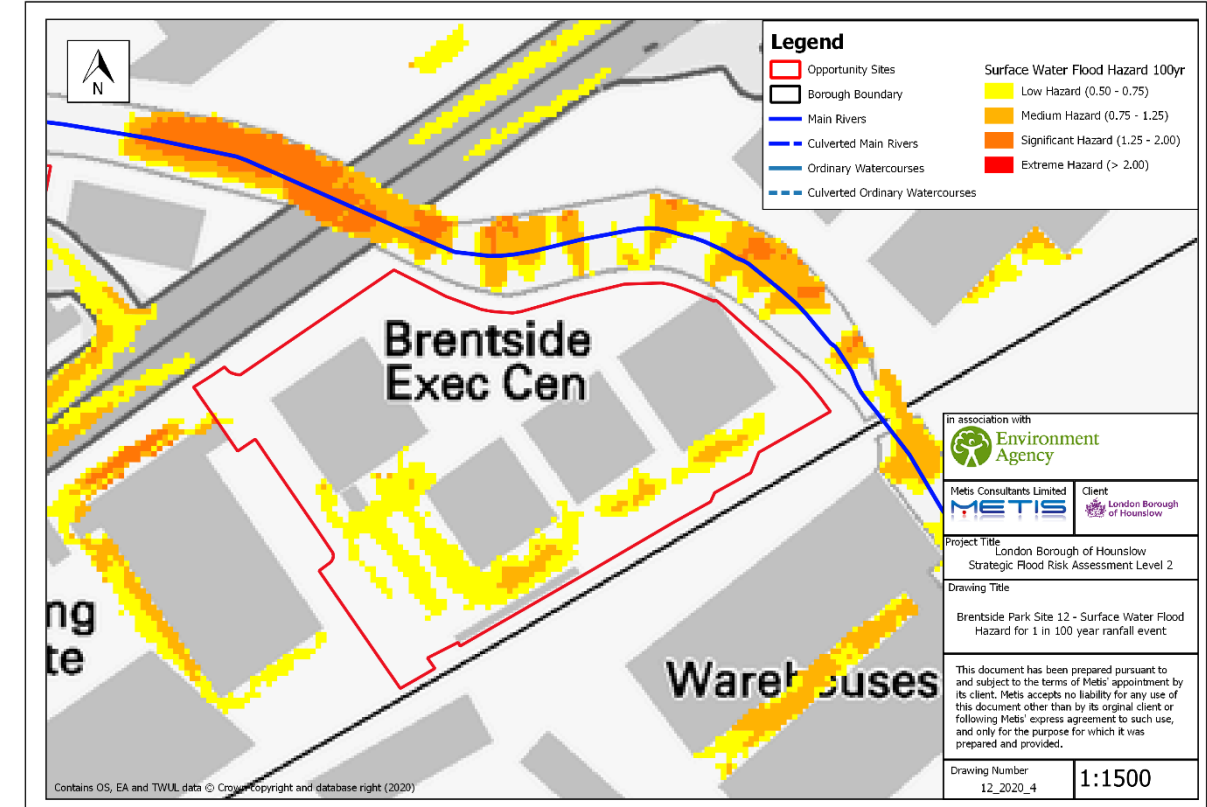 N
Legend
Opportunity Sites
Borough Boundary
Main Rivers
Culverted Main Rivers
Ordinary Watercourses
Culverted Ordinary Watercourses
Surface Water Flood Hazard 100yr
Low Hazard (0.50 - 0.75)
Medium Hazard (0.75 - 1.25)
Significant Hazard (1.25 - 2.00)
Extreme Hazard (> 2.00)
Brentside
Exec Cen
ng
te
Warehouses
in association with
Environment
Agency
Metis Consultants Limited
METIS
Client
London Borough
of Hounslow
Project Title
London Borough of Hounslow
Strategic Flood Risk Assessment Level 2
Drawing Title
Brentside Park Site 12 - Surface Water Flood
Hazard for 1 in 100 year ranfall event
This document has been prepared pursuant to
and subject to the terms of Metis' appointment by
its client. Metis accepts no liability for any use of
this document other than by its orginal client or
following Metis' express agreement to such use,
and only for the purpose for which it was
prepared and provided.
Drawing Number
12_2020_4
1:1500
Contains OS, EA and TWUL data © Crown copyright and database right (2020)